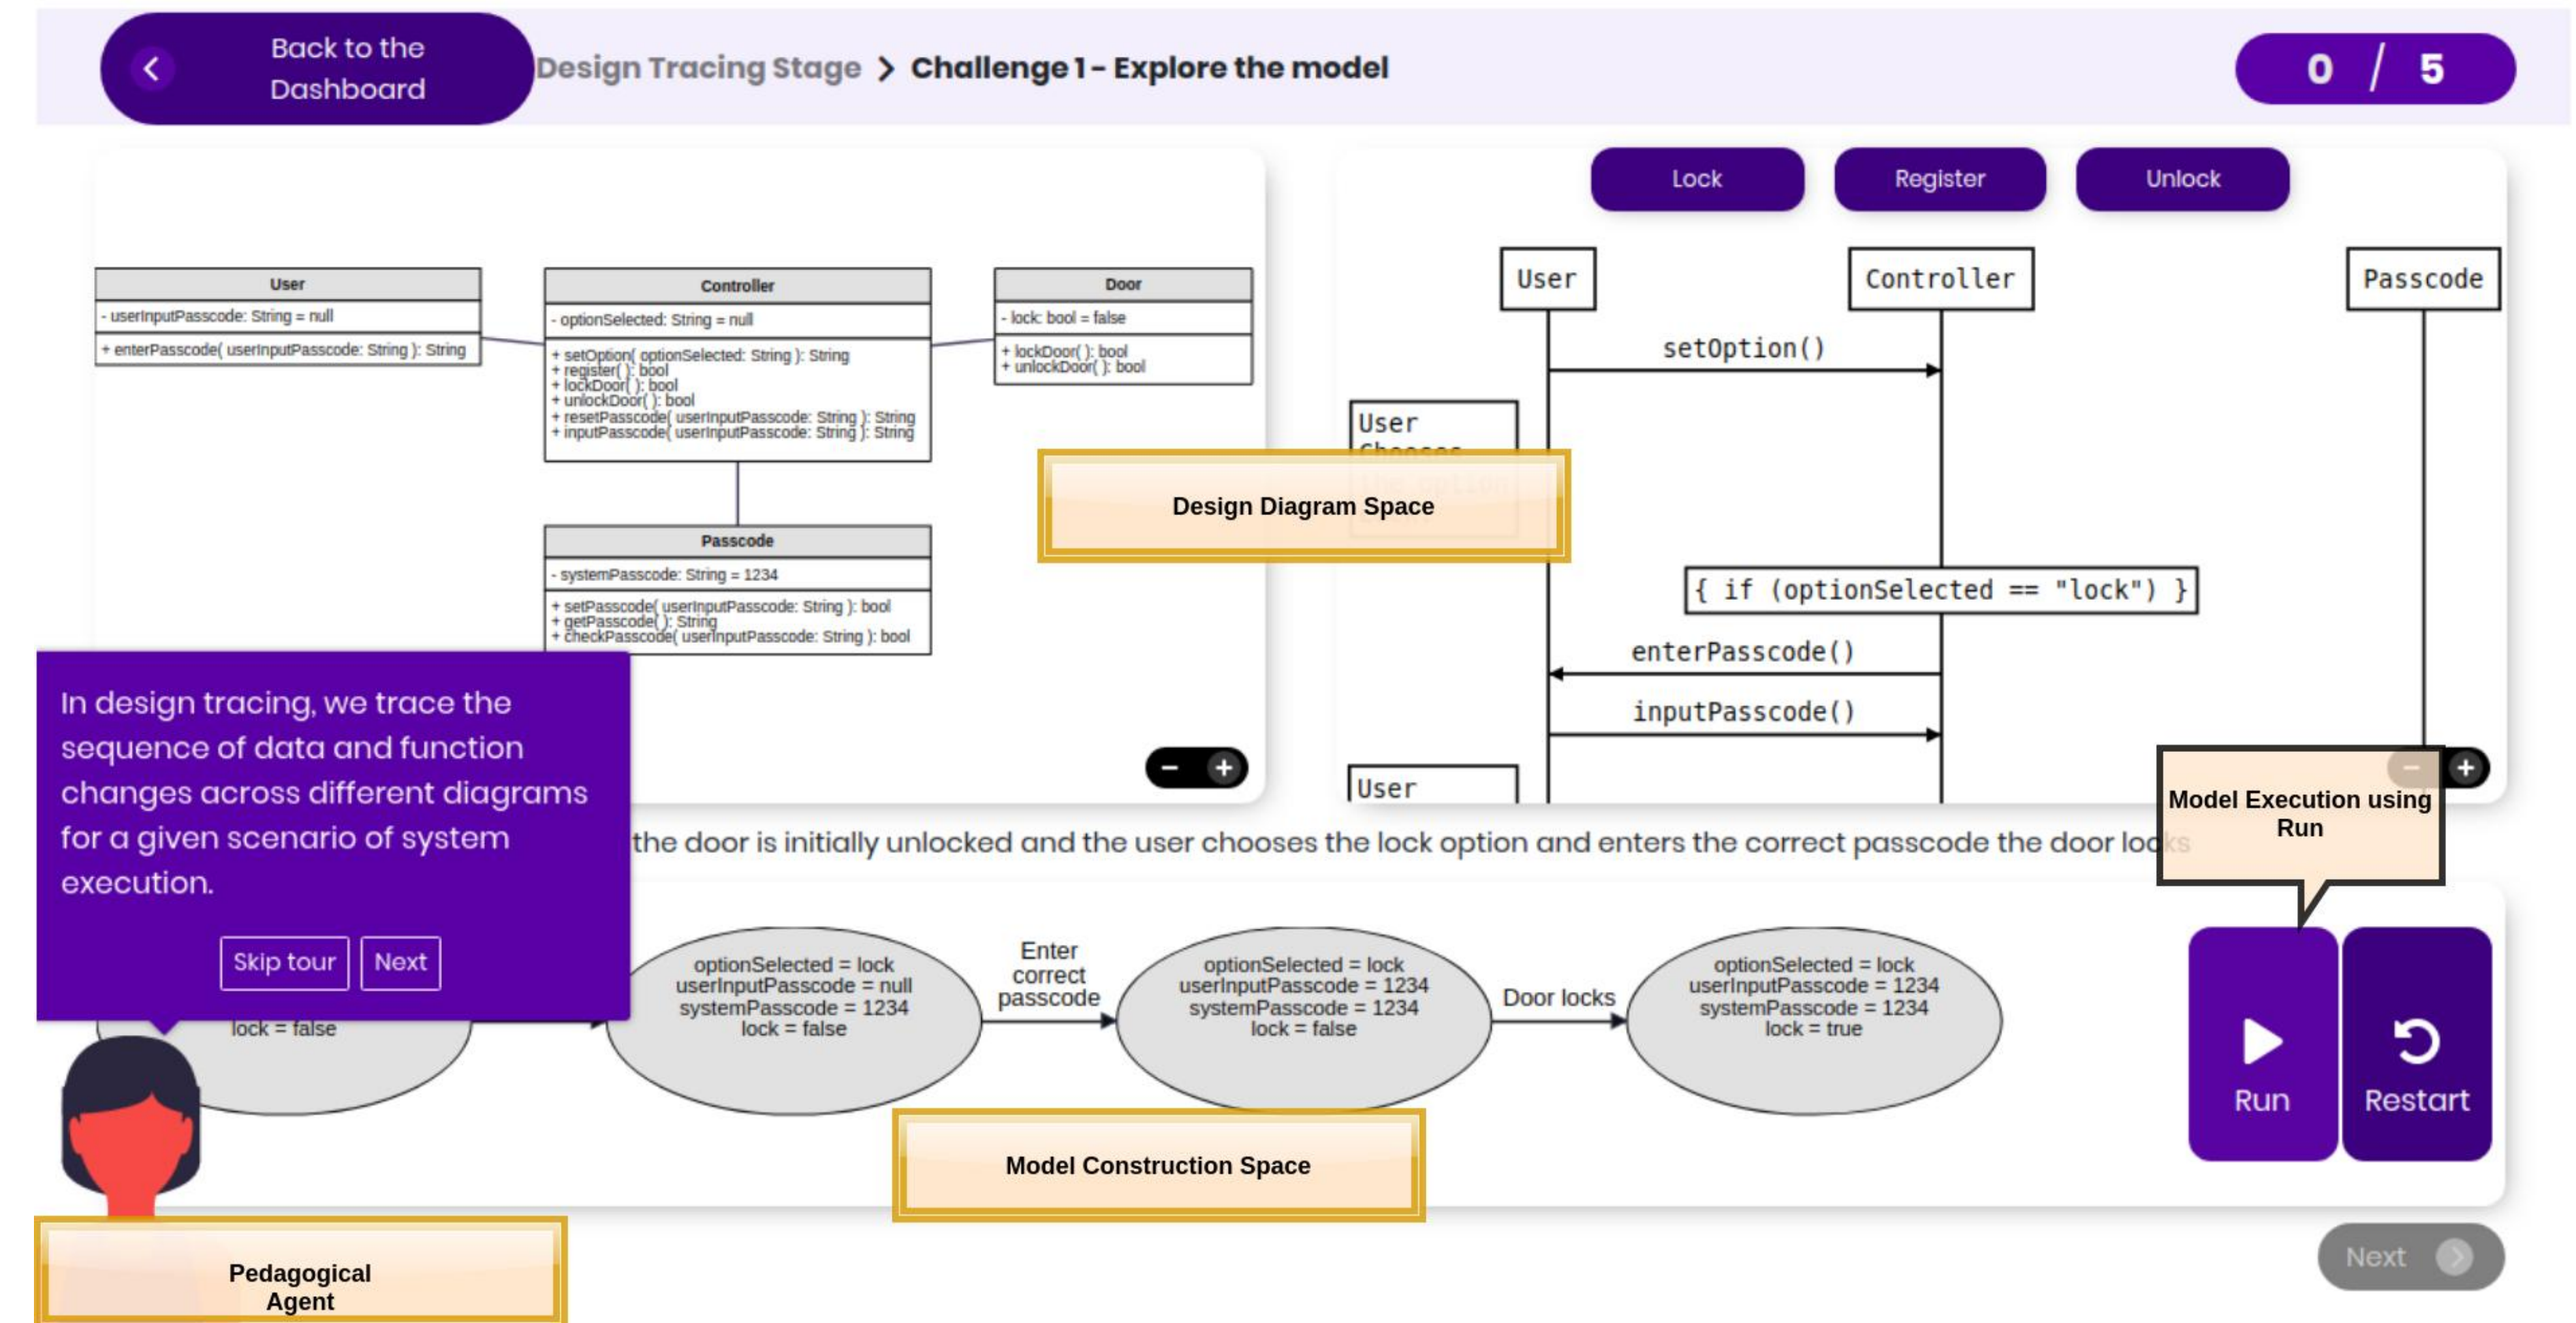 Back to the
Dashboard
Design Tracing Stage > Challenge 1 - Explore the model
0 / 5
User
- userInputPasscode: String = null
+ enterPasscode( userInputPasscode: String ): String
Controller
- optionSelected: String = null
+ setOption( optionSelected: String ): String
+ register( ): bool
+ lockDoor( ): bool
+ unlockDoor( ): bool
+ resetPasscode( userInputPasscode: String ): String
+ inputPasscode( userInputPasscode: String ): String
Door
- lock: bool = false
+ lockDoor( ): bool
+ unlockDoor( ): bool
Passcode
- systemPasscode: String = 1234
+ setPasscode( userInputPasscode: String ): bool
+ getPasscode( ): String
+ checkPasscode( userInputPasscode: String ): bool
Lock
Register
Unlock
User
Controller
Passcode
setOption()
User
Chooses
the option
{ if (optionSelected == "lock") }
enterPasscode()
inputPasscode()
User
Design Diagram Space
Model Execution using
Run
In design tracing, we trace the
sequence of data and function
changes across different diagrams
for a given scenario of system
execution.
Skip tour
Next
the door is initially unlocked and the user chooses the lock option and enters the correct passcode the door locks
lock = false
optionSelected = lock
userInputPasscode = null
systemPasscode = 1234
lock = false
Enter
correct
passcode
optionSelected = lock
userInputPasscode = 1234
systemPasscode = 1234
lock = false
Door locks
optionSelected = lock
userInputPasscode = 1234
systemPasscode = 1234
lock = true
Run
Restart
Model Construction Space
Pedagogical
Agent
Next